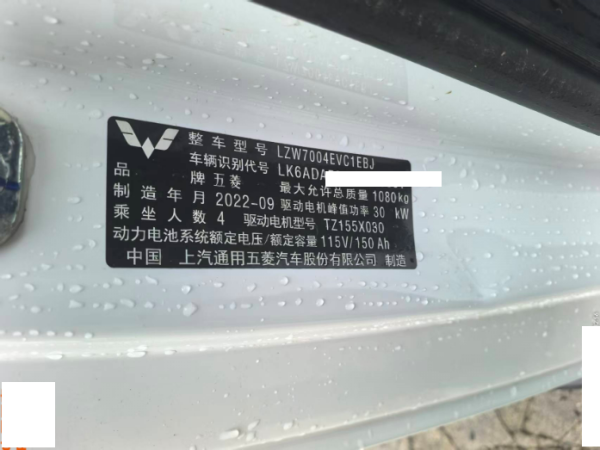 整车型号 LZW7004EVC1EBJ
车辆识别代号 LK6ADA
品牌 五菱 最大允许总质量 1080kg
制造年月 2022-09 驱动电机峰值功率 30 kW
乘坐人数 4 驱动电机型号 TZ155X030
动力电池系统额定电压/额定容量 115V/150Ah
中国 上汽通用五菱汽车股份有限公司 制造